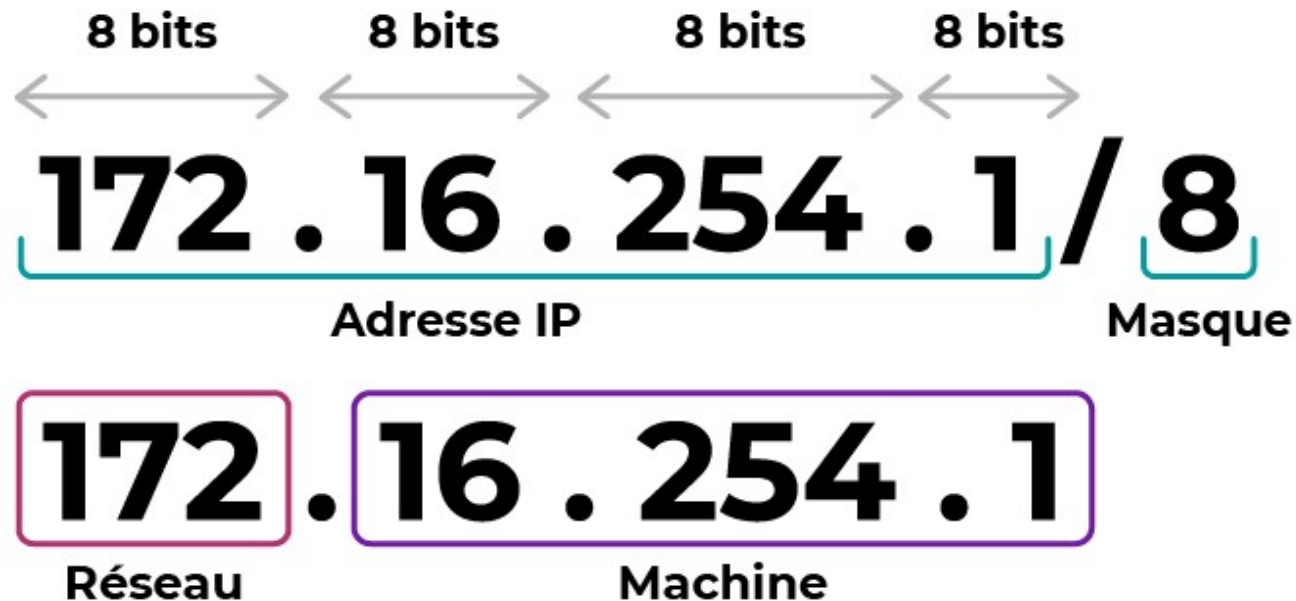 8 bits 8 bits 8 bits 8 bits
172 . 16 . 254 . 1 / 8
Adresse IP Masque
172 . 16 . 254 . 1
Réseau Machine